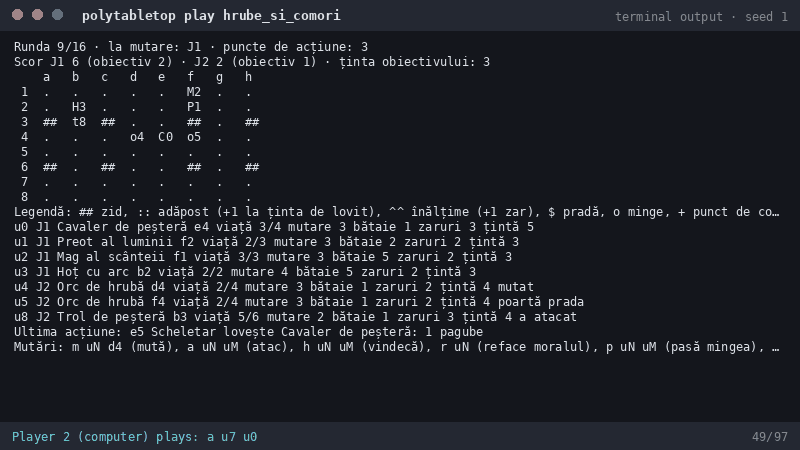 polytabletop play hrube_si_comori
terminal output · seed 1
Runda 9/16 · la mutare: J1 · puncte de acțiune: 3
Scor J1 6 (obiectiv 2) · J2 2 (obiectiv 1) · ținta obiectivului: 3
a b c d e f g h
1 . . . . . M2 . .
2 . H3 . . . P1 . .
3 ## t8 ## . . ## . ##
4 . . . o4 C0 o5 . .
5 . . . . . . . .
6 ## . ## . . ## . ##
7 . . . . . . . .
8 . . . . . . . .
Legendă: ## zid, :: adăpost (+1 la ținta de lovit), ^^ înălțime (+1 zar), $ pradă, o minge, + punct de co…
u0 J1 Cavaler de peșteră e4 viață 3/4 mutare 3 bătaie 1 zaruri 3 țintă 5
u1 J1 Preot al luminii f2 viață 2/3 mutare 3 bătaie 2 zaruri 2 țintă 3
u2 J1 Mag al scânteii f1 viață 3/3 mutare 3 bătaie 5 zaruri 2 țintă 3
u3 J1 Hoț cu arc b2 viață 2/2 mutare 4 bătaie 5 zaruri 2 țintă 3
u4 J2 Orc de hrubă d4 viață 2/4 mutare 3 bătaie 1 zaruri 2 țintă 4 mutat
u5 J2 Orc de hrubă f4 viață 2/4 mutare 3 bătaie 1 zaruri 2 țintă 4 poartă prada
u8 J2 Trol de peșteră b3 viață 5/6 mutare 2 bătaie 1 zaruri 3 țintă 4 a atacat
Ultima acțiune: e5 Scheletar lovește Cavaler de peșteră: 1 pagube
Mutări: m uN d4 (mută), a uN uM (atac), h uN uM (vindecă), r uN (reface moralul), p uN uM (pasă mingea), …
Player 2 (computer) plays: a u7 u0
49/97